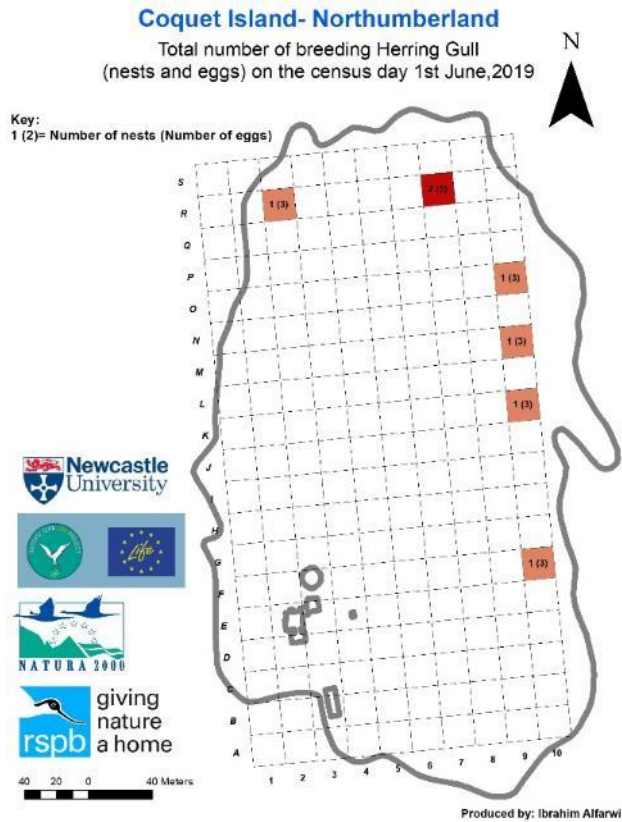 Coquet Island- Northumberland
Total number of breeding Herring Gull
(nests and eggs) on the census day 1st June,2019
N
Key:
1 (2)= Number of nests (Number of eggs)
S
R
Q
P
O
N
M
L
K
J
I
H
G
F
E
D
C
B
A
1 (3)
1 (3)
1 (3)
1 (3)
1 (3)
1
2
3
4
5
6
7
8
9
10
Newcastle
University
Life
NATURA 2000
rspb
giving
nature
a home
40 20 0 40 Meters
Produced by: Ibrahim Alfarwi